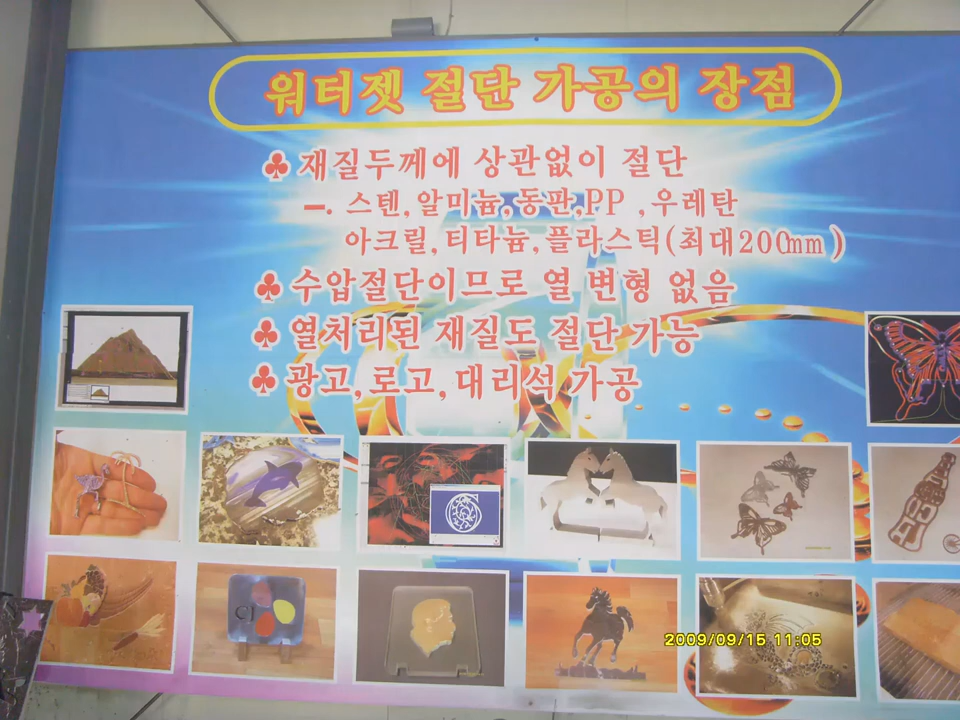 워터젯 절단 가공의 장점
♣ 재질두께에 상관없이 절단
–. 스텐,알미늄,동판,PP ,우레탄
아크릴,티타늄,플라스틱(최대200mm)
♣ 수압절단이므로 열 변형 없음
♣ 열처리된 재질도 절단 가능
♣ 광고,로고,대리석 가공
CJ
2009/09/15 11:05